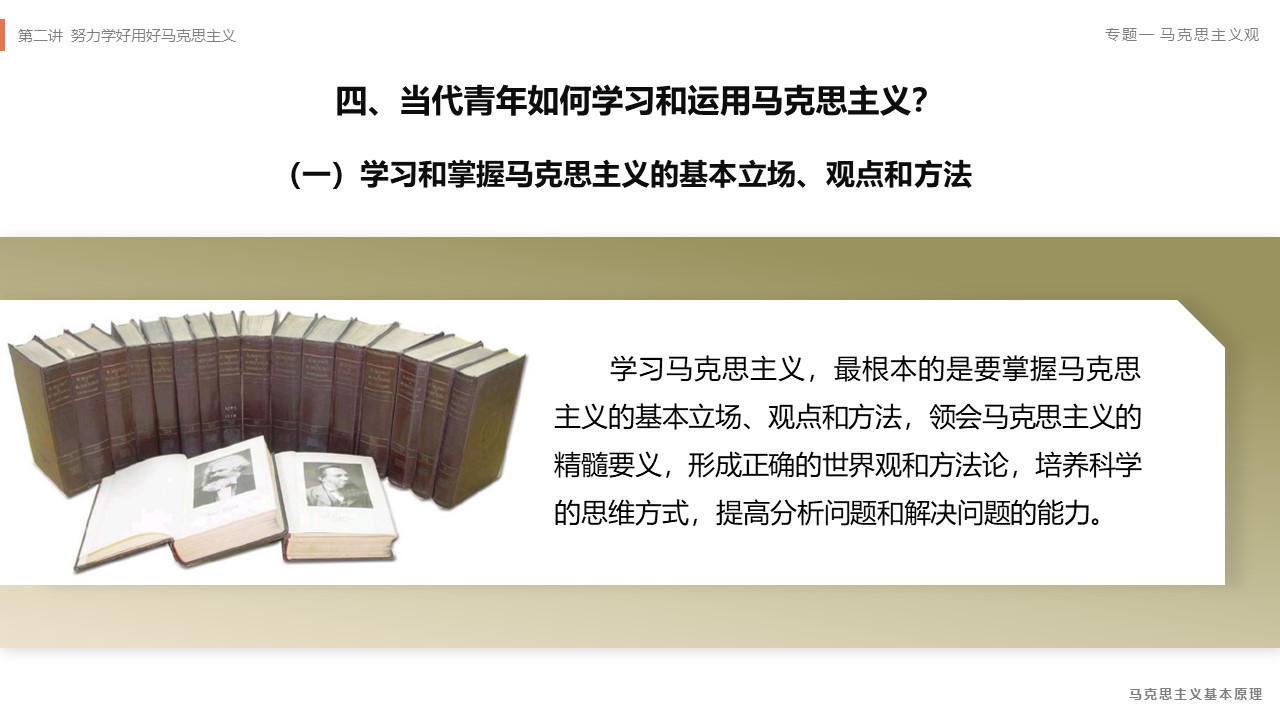 第二讲 努力学好用好马克思主义
专题一 马克思主义观
四、当代青年如何学习和运用马克思主义？
（一）学习和掌握马克思主义的基本立场、观点和方法
学习马克思主义，最根本的是要掌握马克思
主义的基本立场、观点和方法，领会马克思主义的
精髓要义，形成正确的世界观和方法论，培养科学
的思维方式，提高分析问题和解决问题的能力。
马克思主义基本原理